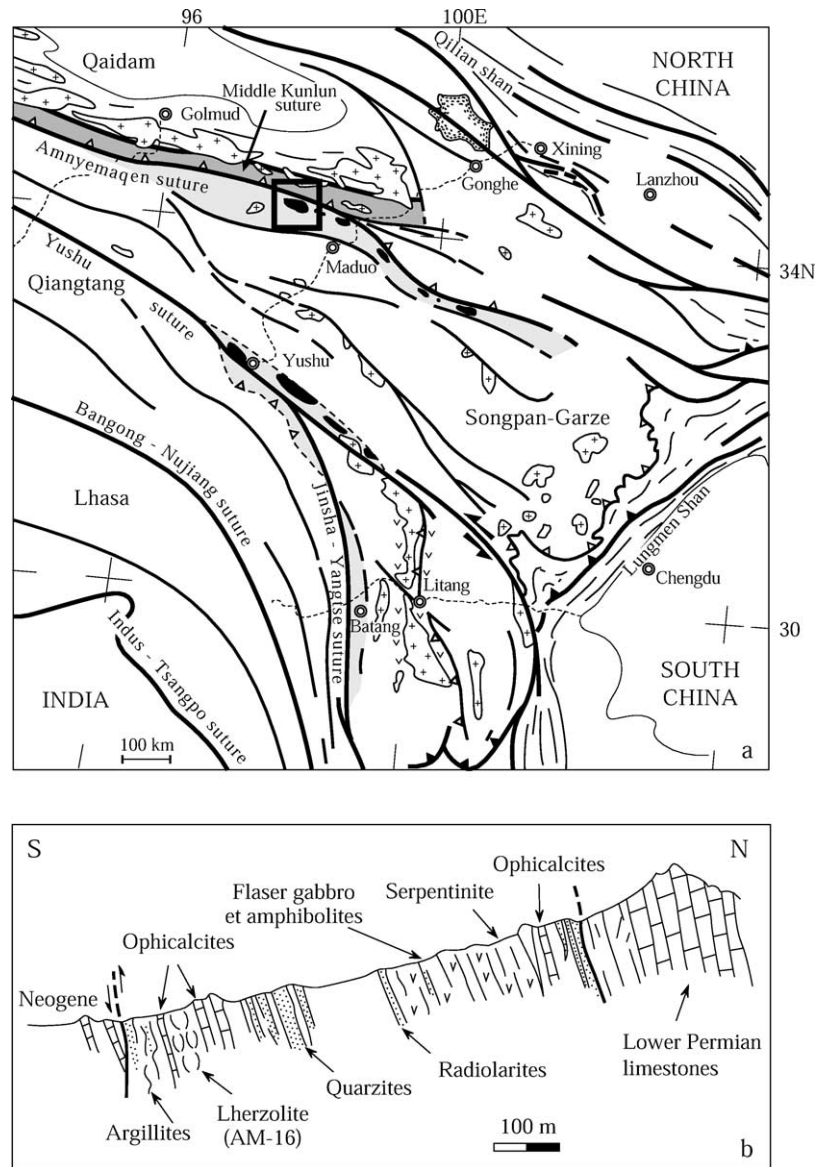 96
100E
Qaidam
Qilian shan
NORTH
CHINA
Middle Kunlun
suture
Golmud
Xining
Amnyemaqen suture
Gonghe
Lanzhou
Yushu
suture
Maduo
34N
Qiangtang
Yushu
Songpan-Garze
Bangong - Nujiang suture
Lhasa
Jinsha - Yangtse suture
Lungmen Shan
Chengdu
Litang
Batang
30
Indus - Tsangpo suture
INDIA
SOUTH
CHINA
100 km
a
S
N
Ophicalcites
Flaser gabbro
et amphibolites
Serpentinite
Ophicalcites
Neogene
Lower Permian
limestones
Radiolarites
Quarzites
Lherzolite
(AM-16)
Argillites
100 m
b